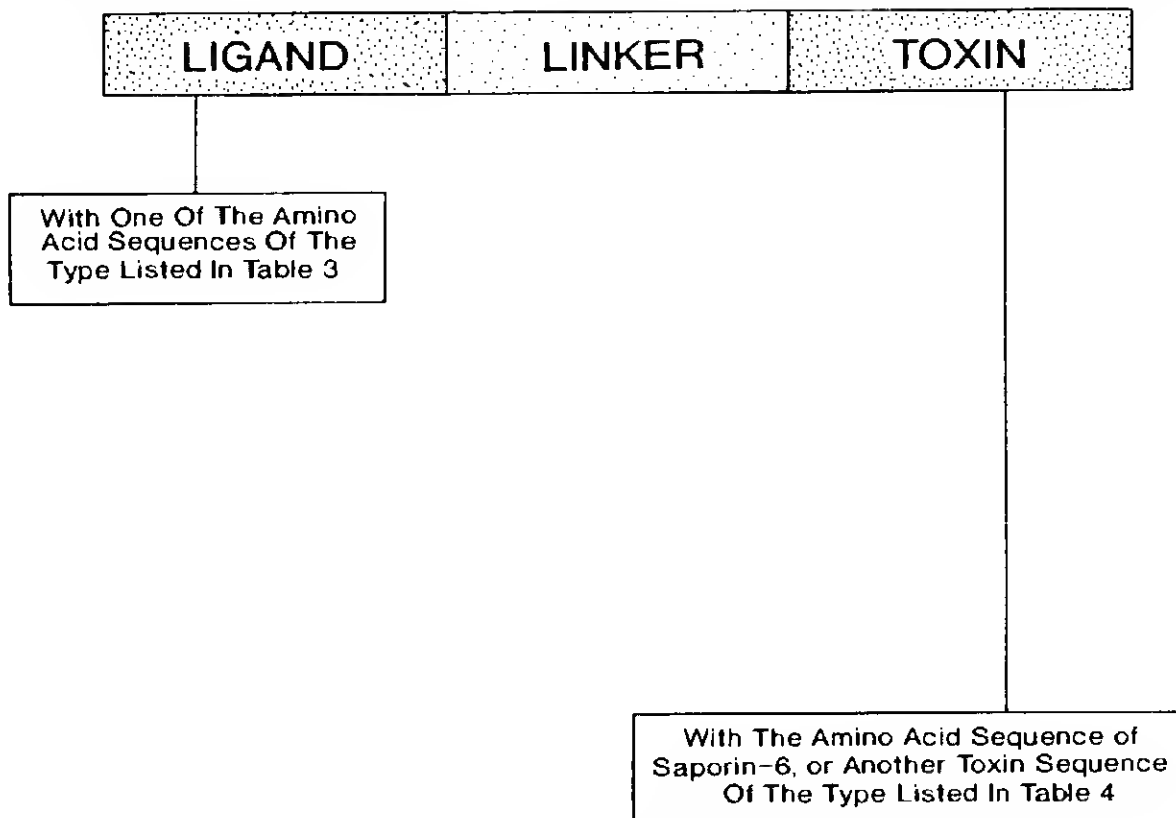 LIGAND LINKER TOXIN
With One Of The Amino
Acid Sequences Of The
Type Listed In Table 3
With The Amino Acid Sequence of
Saporin-6, or Another Toxin Sequence
Of The Type Listed In Table 4